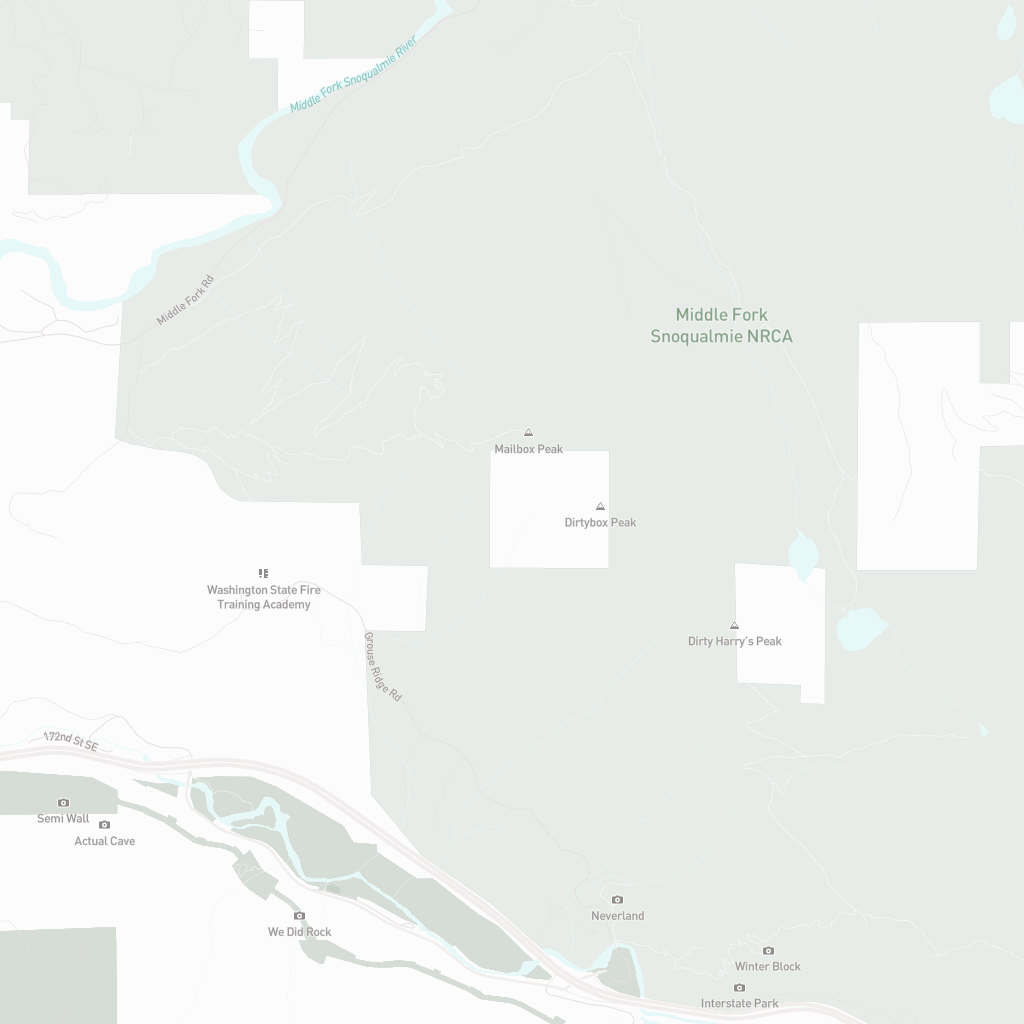 Middle Fork Snoqualmie River
Middle Fork Rd
Middle Fork
Snoqualmie NRCA
Mailbox Peak
Dirtybox Peak
Washington State Fire
Training Academy
Dirty Harry's Peak
Grouse Ridge Rd
172nd St SE
Semi Wall
Actual Cave
We Did Rock
Neverland
Winter Block
Interstate Park